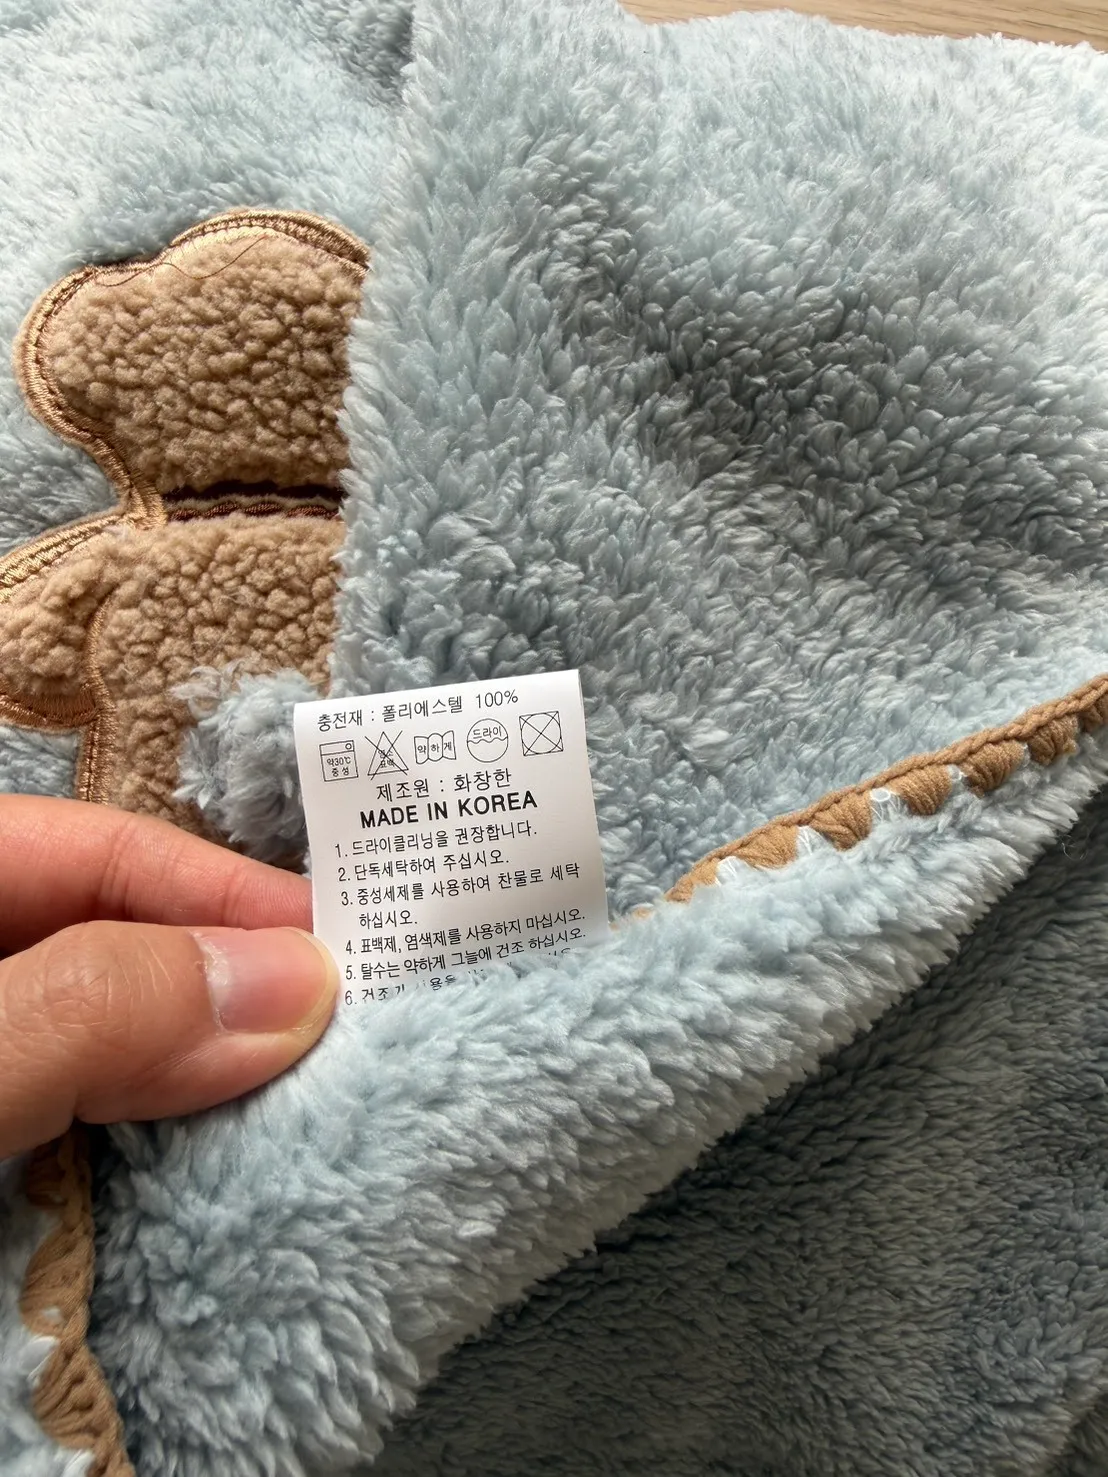 충전재 : 폴리에스텔 100%
약30℃
중성
약하게
드라이
제조원 : 화창한
MADE IN KOREA
1. 드라이클리닝을 권장합니다.
2. 단독세탁하여 주십시오.
3. 중성세제를 사용하여 찬물로 세탁
하십시오.
4. 표백제, 염색제를 사용하지 마십시오.
5. 탈수는 약하게 그늘에 건조 하십시오.
6. 건조기